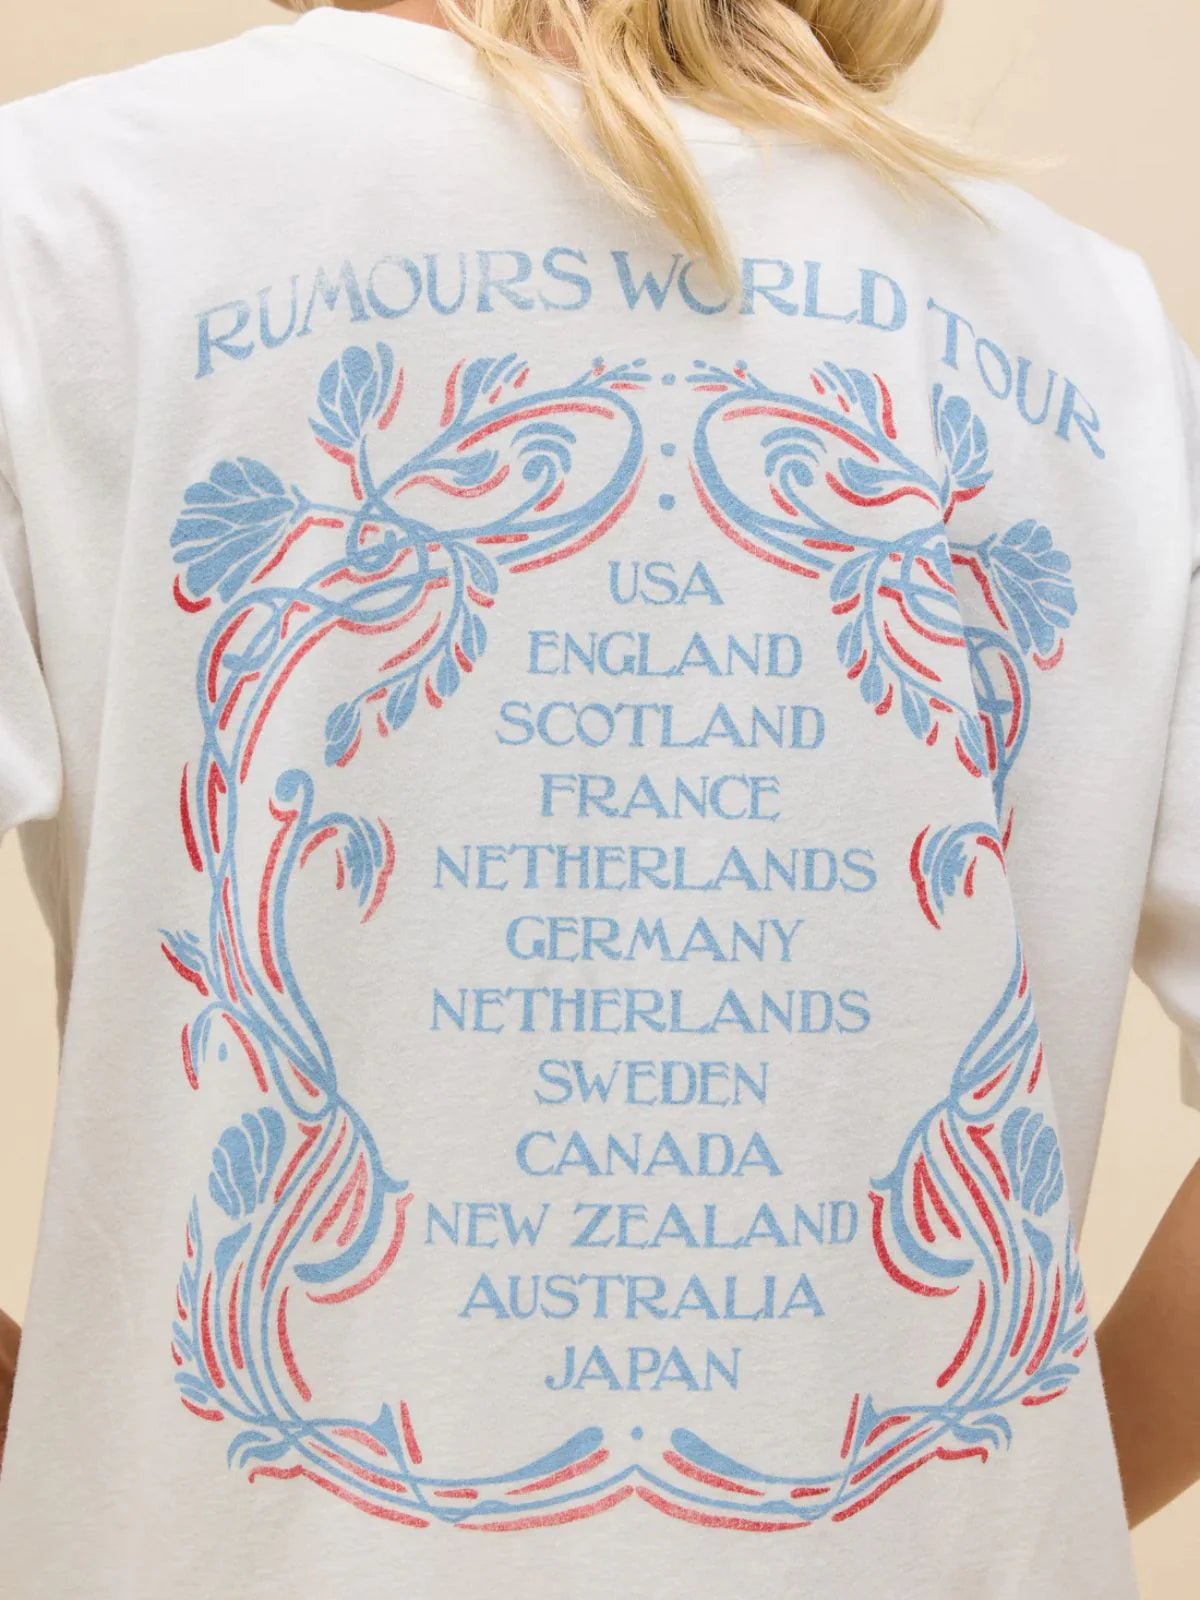 RUMOURS WORLD TOUR
USA
ENGLAND
SCOTLAND
FRANCE
NETHERLANDS
GERMANY
NETHERLANDS
SWEDEN
CANADA
NEW ZEALAND
AUSTRALIA
JAPAN